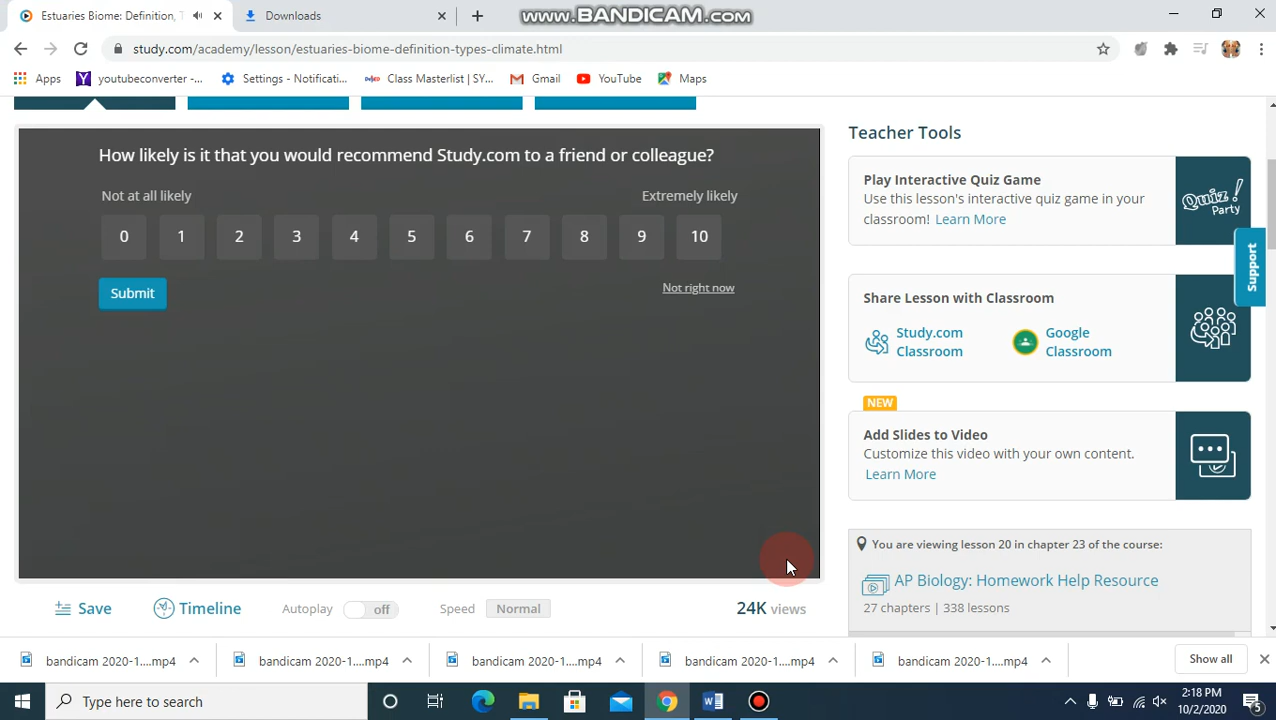 Estuaries Biome: Definition, T
Downloads
www.BANDICAM.com
study.com/academy/lesson/estuaries-biome-definition-types-climate.html
Apps
youtubeconverter -...
Settings - Notificati...
Class Masterlist | SY...
Gmail
YouTube
Maps
How likely is it that you would recommend Study.com to a friend or colleague?
Not at all likely
Extremely likely
0 1 2 3 4 5 6 7 8 9 10
Submit
Not right now
Save
Timeline
Autoplay
off
Speed
Normal
24K views
Teacher Tools
Play Interactive Quiz Game
Use this lesson's interactive quiz game in your
classroom! Learn More
Quiz!
Party
Support
Share Lesson with Classroom
Study.com
Classroom
Google
Classroom
NEW
Add Slides to Video
Customize this video with your own content.
Learn More
You are viewing lesson 20 in chapter 23 of the course:
AP Biology: Homework Help Resource
27 chapters | 338 lessons
bandicam 2020-1....mp4
bandicam 2020-1....mp4
bandicam 2020-1....mp4
bandicam 2020-1....mp4
bandicam 2020-1....mp4
Show all
Type here to search
2:18 PM
10/2/2020
5